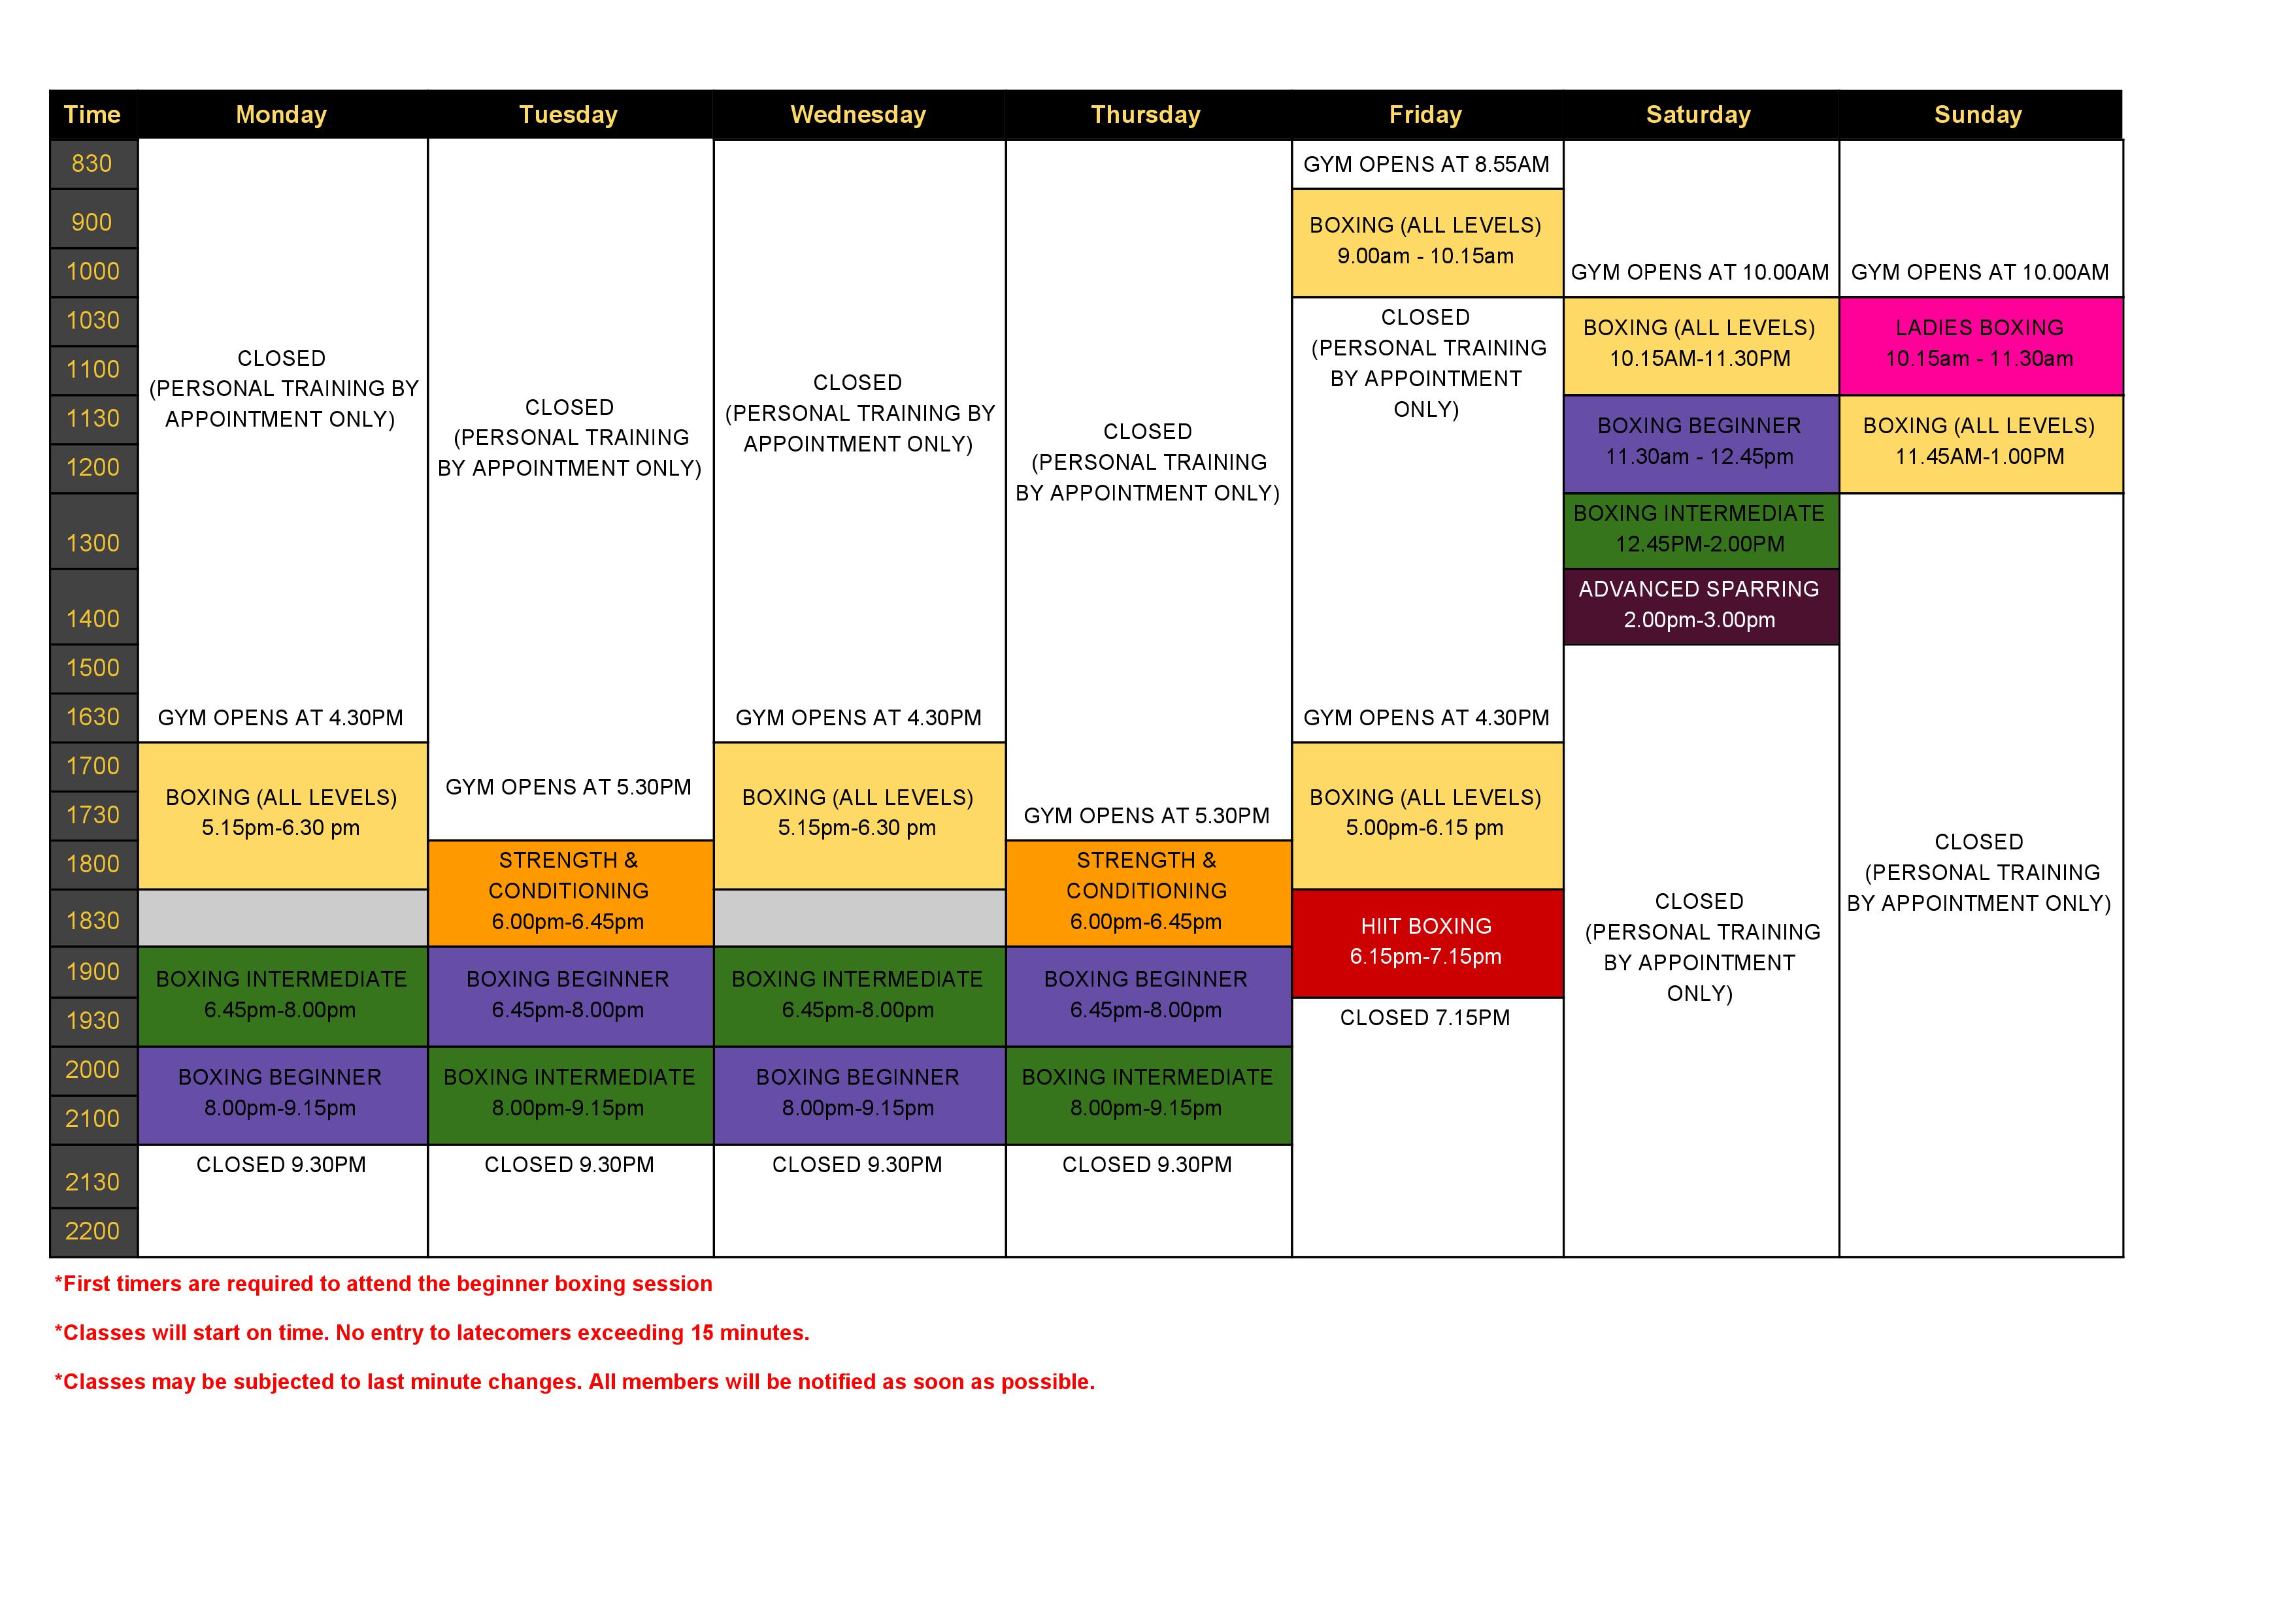 Time Monday Tuesday Wednesday Thursday Friday Saturday Sunday
830
900
1000
1030
1100
1130
1200
1300
1400
1500
1630
1700
1730
1800
1830
1900
1930
2000
2100
2130
2200
CLOSED
(PERSONAL TRAINING BY
APPOINTMENT ONLY)
GYM OPENS AT 4.30PM
BOXING (ALL LEVELS)
5.15pm-6.30 pm
BOXING INTERMEDIATE
6.45pm-8.00pm
BOXING BEGINNER
8.00pm-9.15pm
CLOSED 9.30PM
CLOSED
(PERSONAL TRAINING
BY APPOINTMENT ONLY)
GYM OPENS AT 5.30PM
STRENGTH &
CONDITIONING
6.00pm-6.45pm
BOXING BEGINNER
6.45pm-8.00pm
BOXING INTERMEDIATE
8.00pm-9.15pm
CLOSED 9.30PM
CLOSED
(PERSONAL TRAINING BY
APPOINTMENT ONLY)
GYM OPENS AT 4.30PM
BOXING (ALL LEVELS)
5.15pm-6.30 pm
BOXING INTERMEDIATE
6.45pm-8.00pm
BOXING BEGINNER
8.00pm-9.15pm
CLOSED 9.30PM
CLOSED
(PERSONAL TRAINING
BY APPOINTMENT ONLY)
GYM OPENS AT 5.30PM
STRENGTH &
CONDITIONING
6.00pm-6.45pm
BOXING BEGINNER
6.45pm-8.00pm
BOXING INTERMEDIATE
8.00pm-9.15pm
CLOSED 9.30PM
GYM OPENS AT 8.55AM
BOXING (ALL LEVELS)
9.00am - 10.15am
CLOSED
(PERSONAL TRAINING
BY APPOINTMENT
ONLY)
GYM OPENS AT 4.30PM
BOXING (ALL LEVELS)
5.00pm-6.15 pm
HIIT BOXING
6.15pm-7.15pm
CLOSED 7.15PM
GYM OPENS AT 10.00AM
BOXING (ALL LEVELS)
10.15AM-11.30PM
BOXING BEGINNER
11.30am - 12.45pm
BOXING INTERMEDIATE
12.45PM-2.00PM
ADVANCED SPARRING
2.00pm-3.00pm
CLOSED
(PERSONAL TRAINING
BY APPOINTMENT
ONLY)
GYM OPENS AT 10.00AM
LADIES BOXING
10.15am - 11.30am
BOXING (ALL LEVELS)
11.45AM-1.00PM
CLOSED
(PERSONAL TRAINING
BY APPOINTMENT ONLY)
*First timers are required to attend the beginner boxing session
*Classes will start on time. No entry to latecomers exceeding 15 minutes.
*Classes may be subjected to last minute changes. All members will be notified as soon as possible.